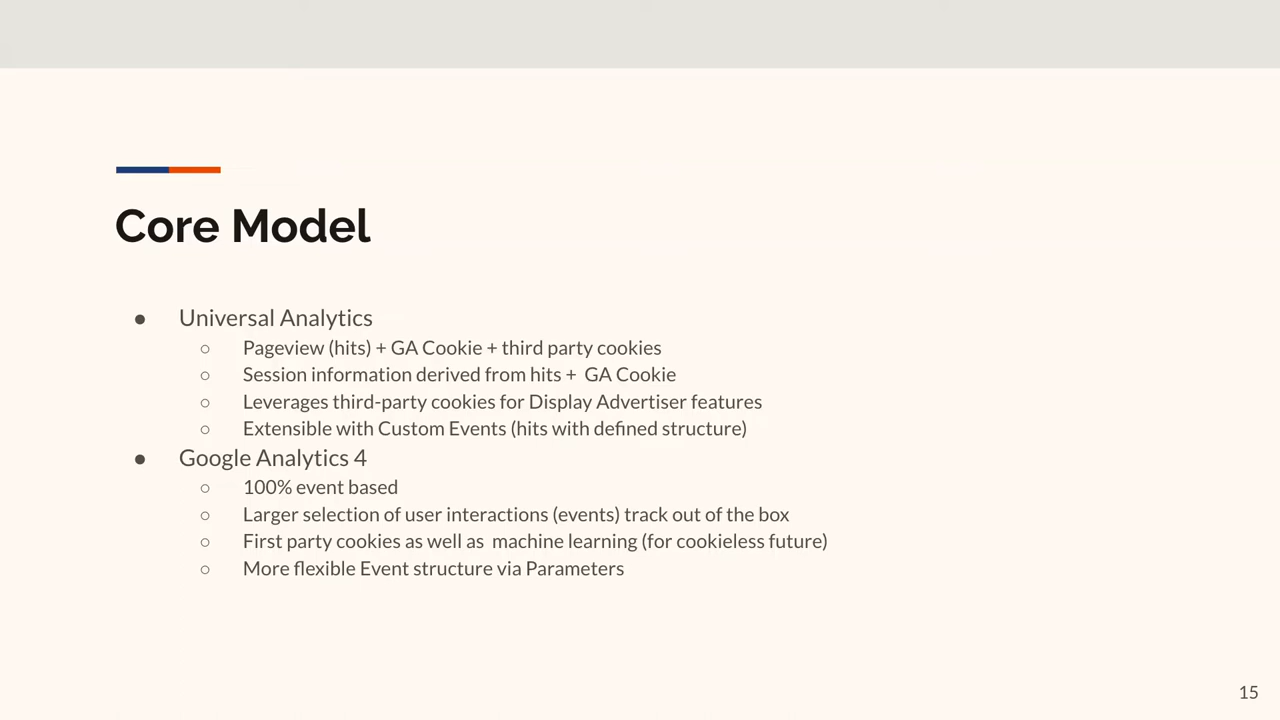 Core Model
● Universal Analytics
○ Pageview (hits) + GA Cookie + third party cookies
○ Session information derived from hits +  GA Cookie
○ Leverages third-party cookies for Display Advertiser features
○ Extensible with Custom Events (hits with defined structure)
● Google Analytics 4
○ 100% event based
○ Larger selection of user interactions (events) track out of the box
○ First party cookies as well as  machine learning (for cookieless future)
○ More flexible Event structure via Parameters
15